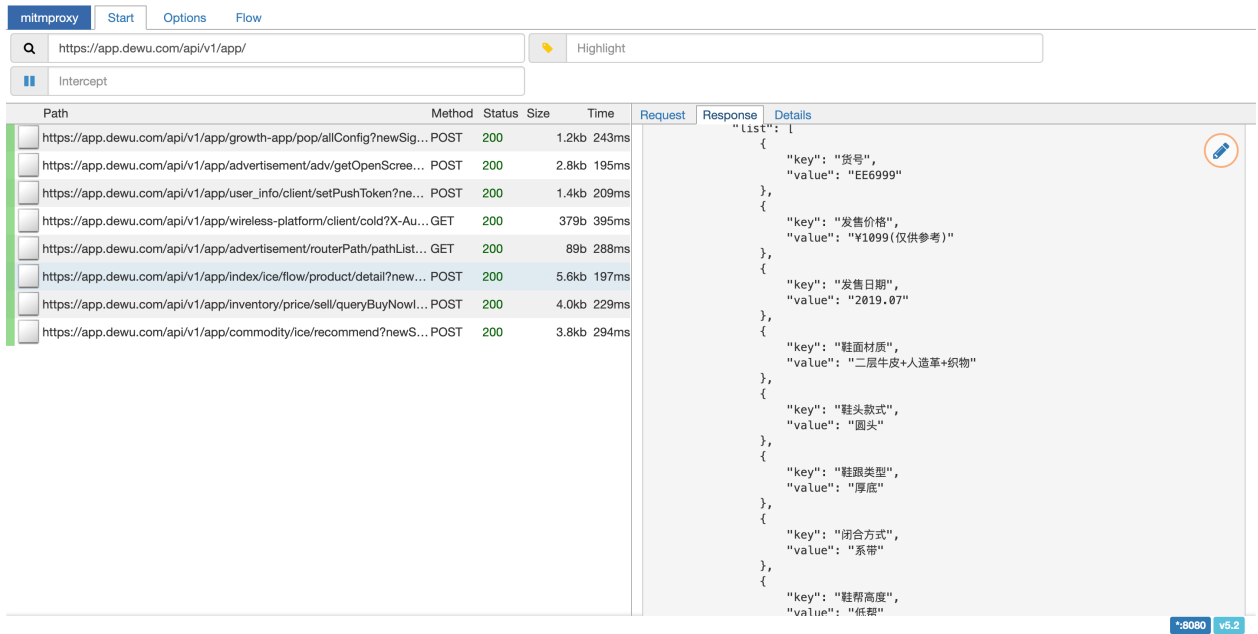 mitmproxy Start Options Flow
https://app.dewu.com/api/v1/app/ Highlight
Intercept
Path Method Status Size Time
https://app.dewu.com/api/v1/app/growth-app/pop/allConfig?newSig... POST 200 1.2kb 243ms
https://app.dewu.com/api/v1/app/advertisement/adv/getOpenScree... POST 200 2.8kb 195ms
https://app.dewu.com/api/v1/app/user_info/client/setPushToken?ne... POST 200 1.4kb 209ms
https://app.dewu.com/api/v1/app/wireless-platform/client/cold?X-Au... GET 200 379b 395ms
https://app.dewu.com/api/v1/app/advertisement/routerPath/pathList... GET 200 89b 288ms
https://app.dewu.com/api/v1/app/index/ice/flow/product/detail?new... POST 200 5.6kb 197ms
https://app.dewu.com/api/v1/app/inventory/price/sell/queryBuyNowI... POST 200 4.0kb 229ms
https://app.dewu.com/api/v1/app/commodity/ice/recommend?newS... POST 200 3.8kb 294ms
Request Response Details
"list": [
{
"key": "货号",
"value": "EE6999"
},
{
"key": "发售价格",
"value": "¥1099(仅供参考)"
},
{
"key": "发售日期",
"value": "2019.07"
},
{
"key": "鞋面材质",
"value": "二层牛皮+人造革+织物"
},
{
"key": "鞋头款式",
"value": "圆头"
},
{
"key": "鞋跟类型",
"value": "厚底"
},
{
"key": "闭合方式",
"value": "系带"
},
{
"key": "鞋帮高度",
"value": "低帮"
*:8080 v5.2